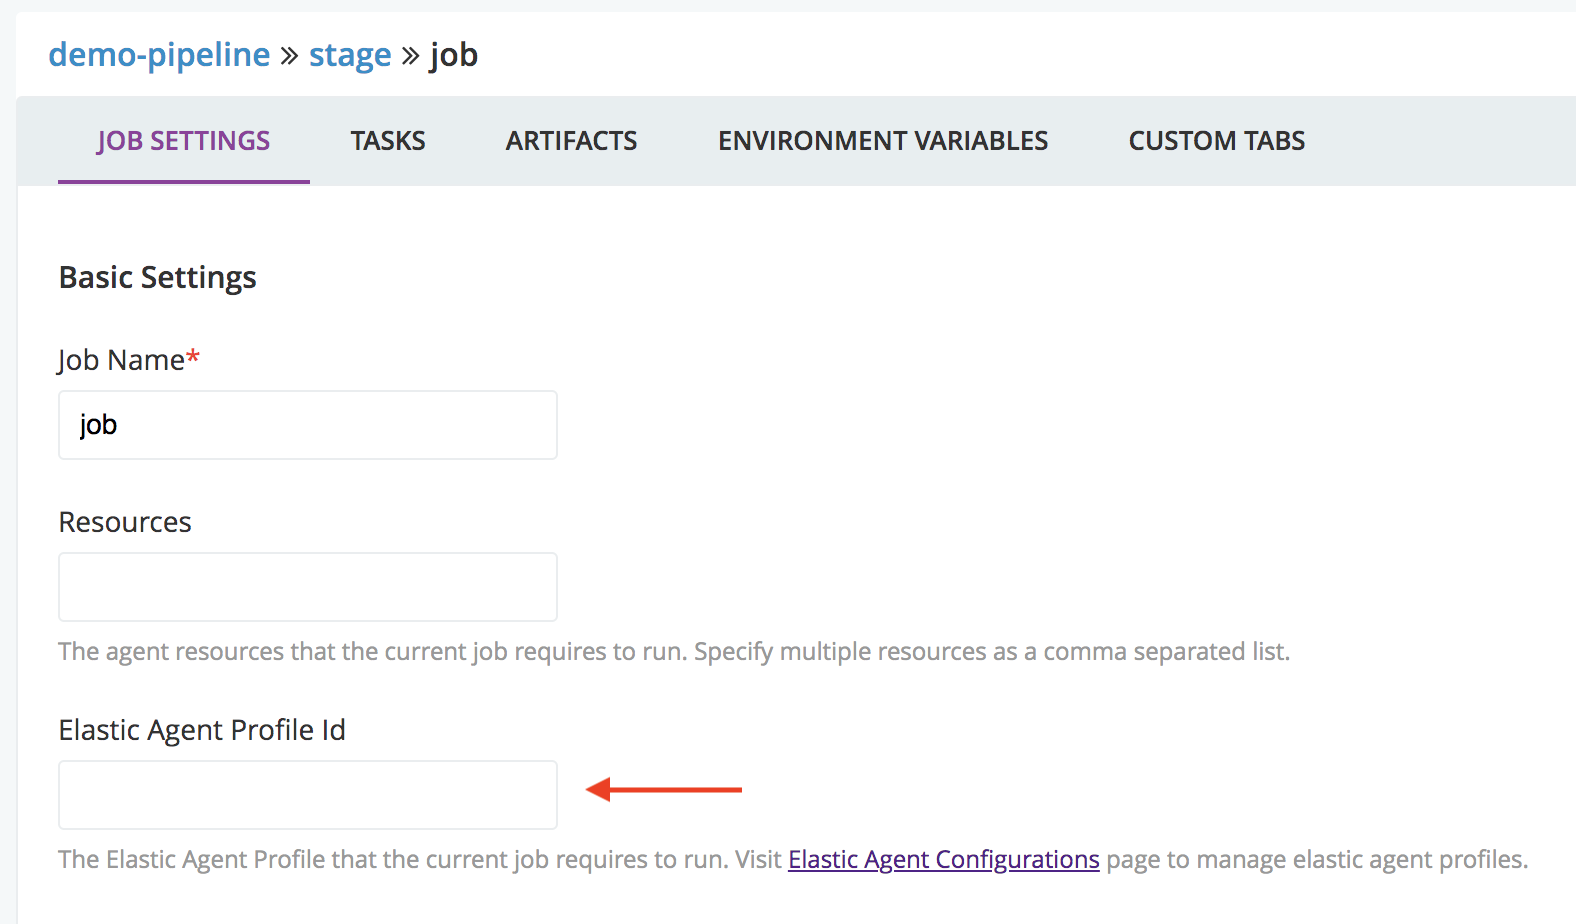 demo-pipeline » stage » job
JOB SETTINGS TASKS ARTIFACTS ENVIRONMENT VARIABLES CUSTOM TABS
Basic Settings
Job Name*
job
Resources
The agent resources that the current job requires to run. Specify multiple resources as a comma separated list.
Elastic Agent Profile Id
The Elastic Agent Profile that the current job requires to run. Visit Elastic Agent Configurations page to manage elastic agent profiles.